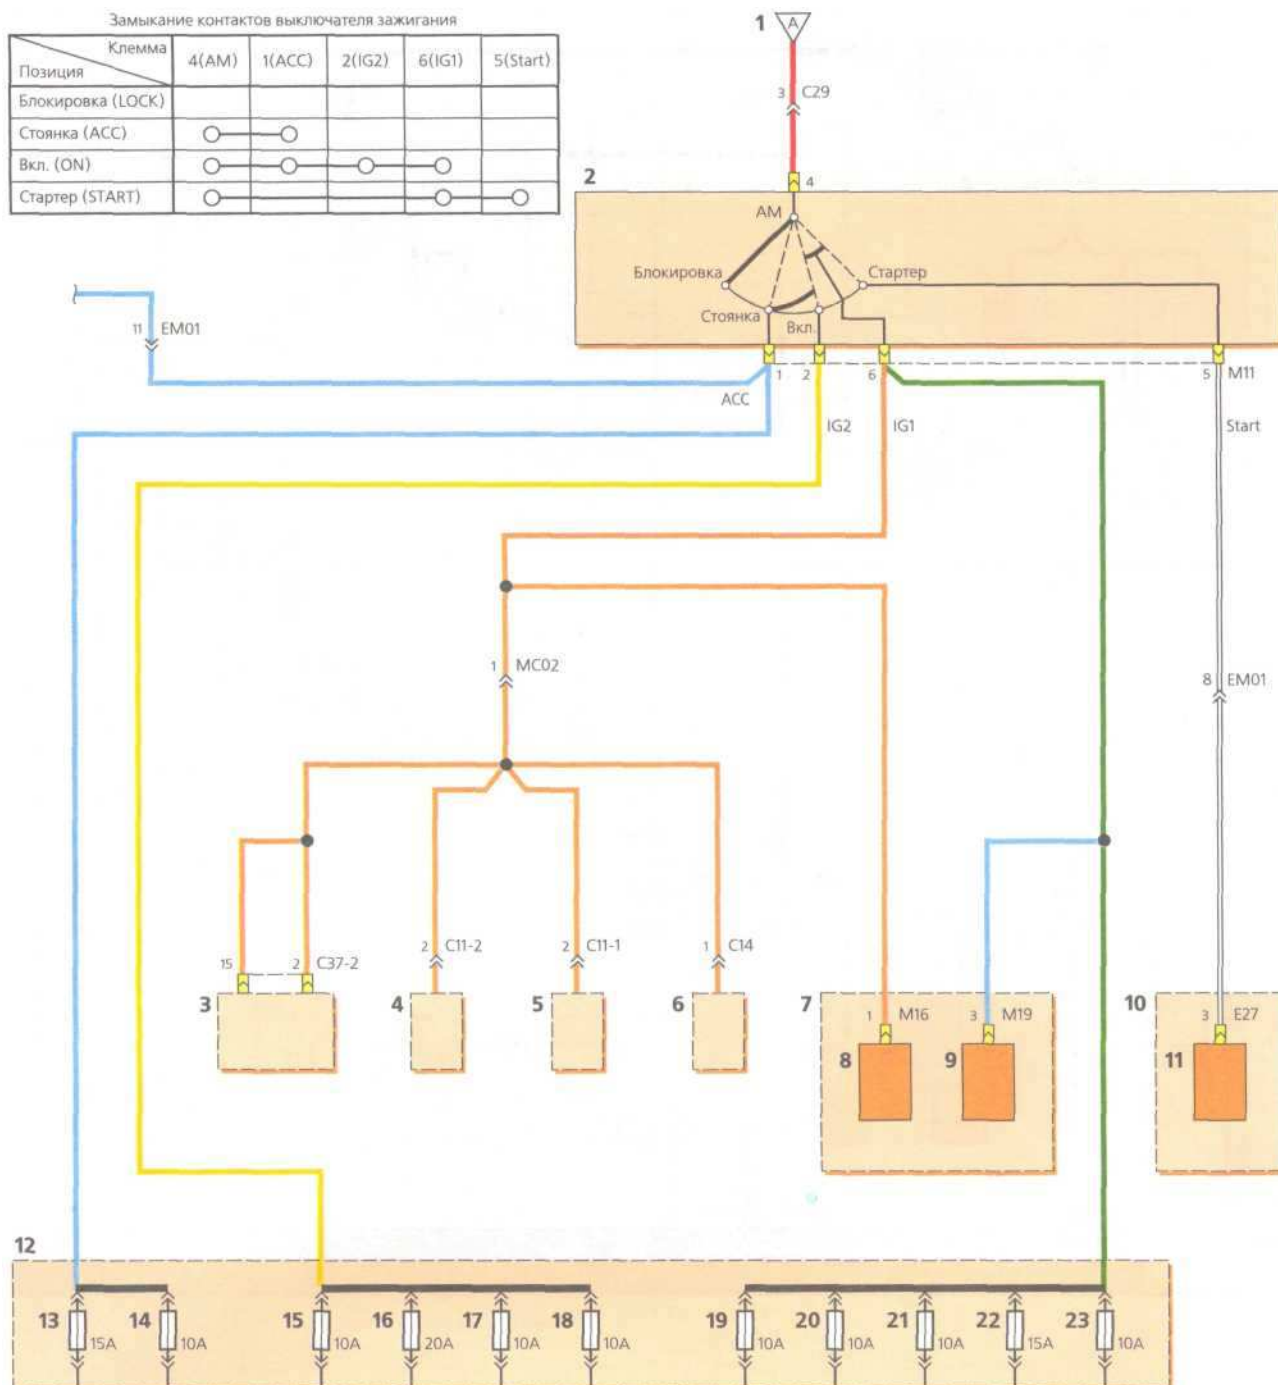 Замыкание контактов выключателя зажигания
Клемма
Позиция
4(AM) 1(ACC) 2(IG2) 6(IG1) 5(Start)
Блокировка (LOCK)
Стоянка (ACC)
Вкл. (ON)
Стартер (START)
1 A
3 C29
2
4
AM
Блокировка
Стартер
Стоянка
Вкл.
11 EM01
1 2 6 5 M11
ACC
IG2 IG1 Start
1 MC02
8 EM01
15 2 C37-2
2 C11-2
2 C11-1
1 C14
3 4 5 6 7 10
1 M16
3 M19
3 E27
8 9 11
12
13 15A
14 10A
15 10A
16 20A
17 10A
18 10A
19 10A
20 10A
21 10A
22 15A
23 10A